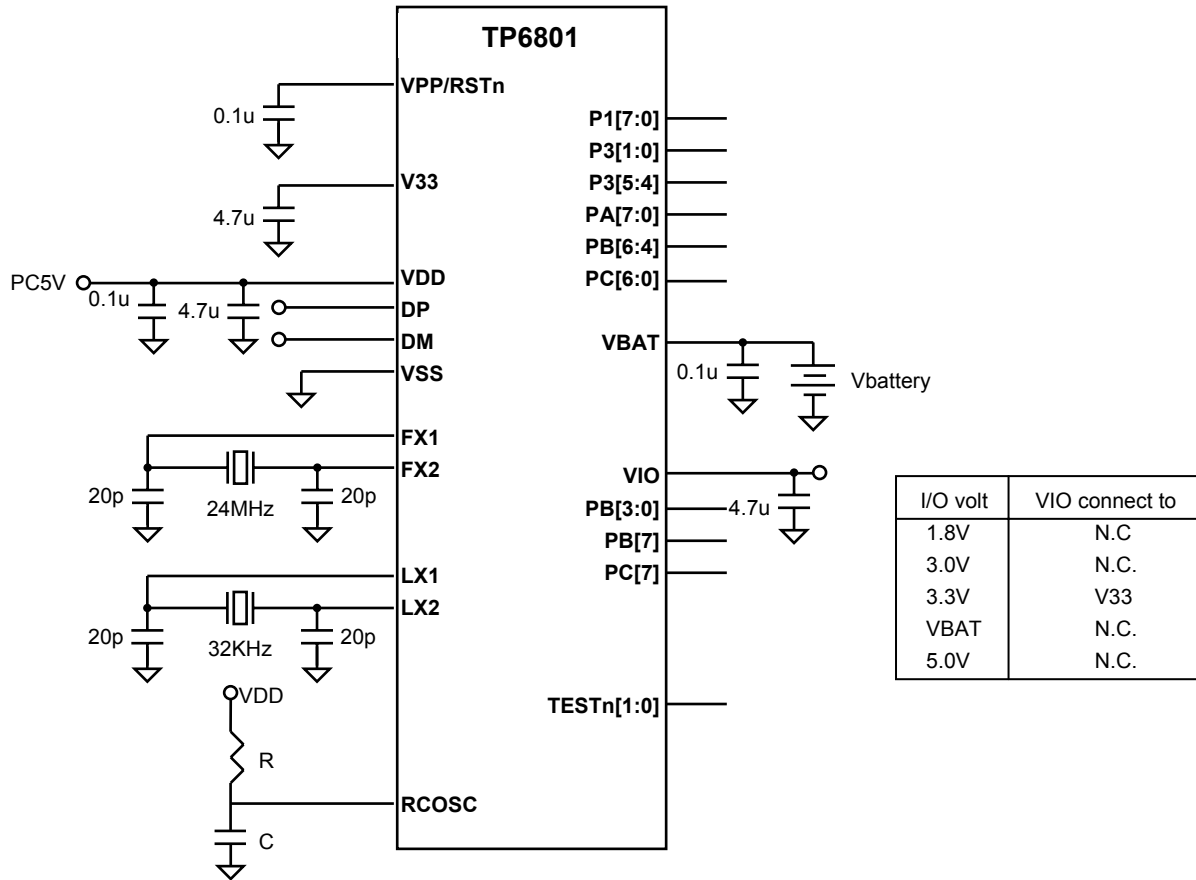 TP6801
VPP/RSTn
0.1u
V33
4.7u
PC5V
VDD
0.1u
4.7u
DP
DM
VSS
FX1
FX2
20p
24MHz
20p
LX1
LX2
20p
32KHz
20p
VDD
R
RCOSC
C
P1[7:0]
P3[1:0]
P3[5:4]
PA[7:0]
PB[6:4]
PC[6:0]
VBAT
0.1u
Vbattery
VIO
4.7u
PB[3:0]
PB[7]
PC[7]
TESTn[1:0]
I/O volt VIO connect to
1.8V N.C
3.0V N.C.
3.3V V33
VBAT N.C.
5.0V N.C.